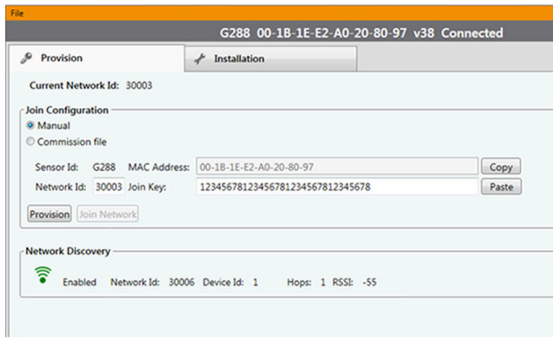 File
G288 00-1B-1E-E2-A0-20-80-97 v38 Connected
Provision
Installation
Current Network Id: 30003
Join Configuration
Manual
Commission file
Sensor Id: G288 MAC Address: 00-1B-1E-E2-A0-20-80-97 Copy
Network Id: 30003 Join Key: 12345678123456781234567812345678 Paste
Provision Join Network
Network Discovery
Enabled Network Id: 30006 Device Id: 1 Hops: 1 RSSI: -55